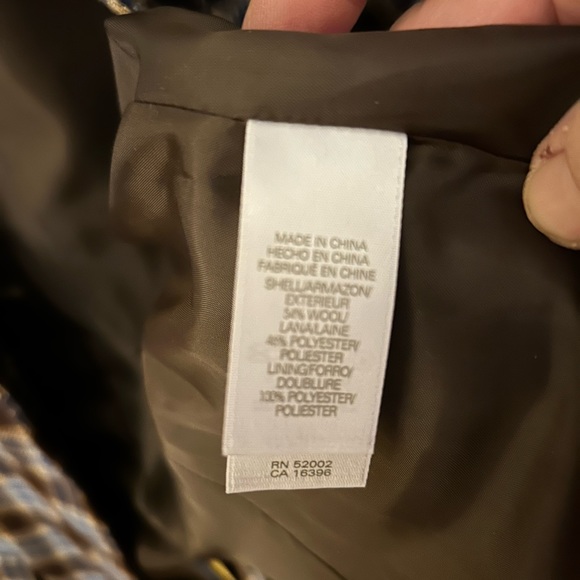 MADE IN CHINA
HECHO EN CHINA
FABRIQUÉ EN CHINE
SHELL/ARMAZON/
EXTERIEUR
54% WOOL/
LANA/LAINE
46% POLYESTER/
POLIESTER
LINING/FORRO/
DOUBLURE
100% POLYESTER/
POLIESTER
RN 52002
CA 16396